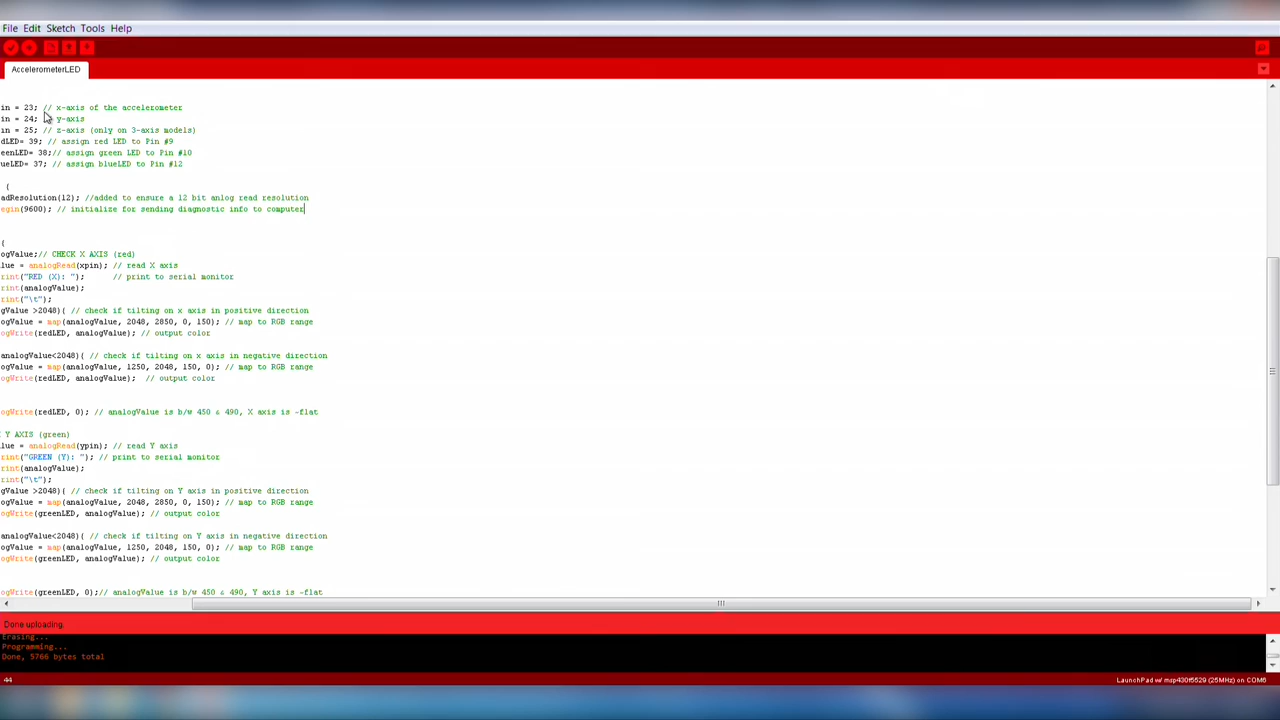 File Edit Sketch Tools Help
AccelerometerLED
in = 23; // x-axis of the accelerometer
in = 24; y-axis
in = 25; // z-axis (only on 3-axis models)
dLED= 39; // assign red LED to Pin #9
eenLED= 38;// assign green LED to Pin #10
ueLED= 37; // assign blueLED to Pin #12
{
adResolution(12); //added to ensure a 12 bit anlog read resolution
egin(9600); // initialize for sending diagnostic info to computer
{
ogValue;// CHECK X AXIS (red)
lue = analogRead(xpin); // read X axis
rint("RED (X): "); // print to serial monitor
rint(analogValue);
rint("\t");
gValue >2048){ // check if tilting on x axis in positive direction
ogValue = map(analogValue, 2048, 2850, 0, 150); // map to RGB range
ogWrite(redLED, analogValue); // output color
analogValue<2048){ // check if tilting on x axis in negative direction
ogValue = map(analogValue, 1250, 2048, 150, 0); // map to RGB range
ogWrite(redLED, analogValue); // output color
ogWrite(redLED, 0); // analogValue is b/w 450 & 490, X axis is ~flat
Y AXIS (green)
lue = analogRead(ypin); // read Y axis
rint("GREEN (Y): "); // print to serial monitor
rint(analogValue);
rint("\t");
gValue >2048){ // check if tilting on Y axis in positive direction
ogValue = map(analogValue, 2048, 2850, 0, 150); // map to RGB range
ogWrite(greenLED, analogValue); // output color
analogValue<2048){ // check if tilting on Y axis in negative direction
ogValue = map(analogValue, 1250, 2048, 150, 0); // map to RGB range
ogWrite(greenLED, analogValue); // output color
ogWrite(greenLED, 0);// analogValue is b/w 450 & 490, Y axis is ~flat
Done uploading.
Erasing...
Programming...
Done, 5766 bytes total
44
LaunchPad w/ msp430f5529 (25MHz) on COM6